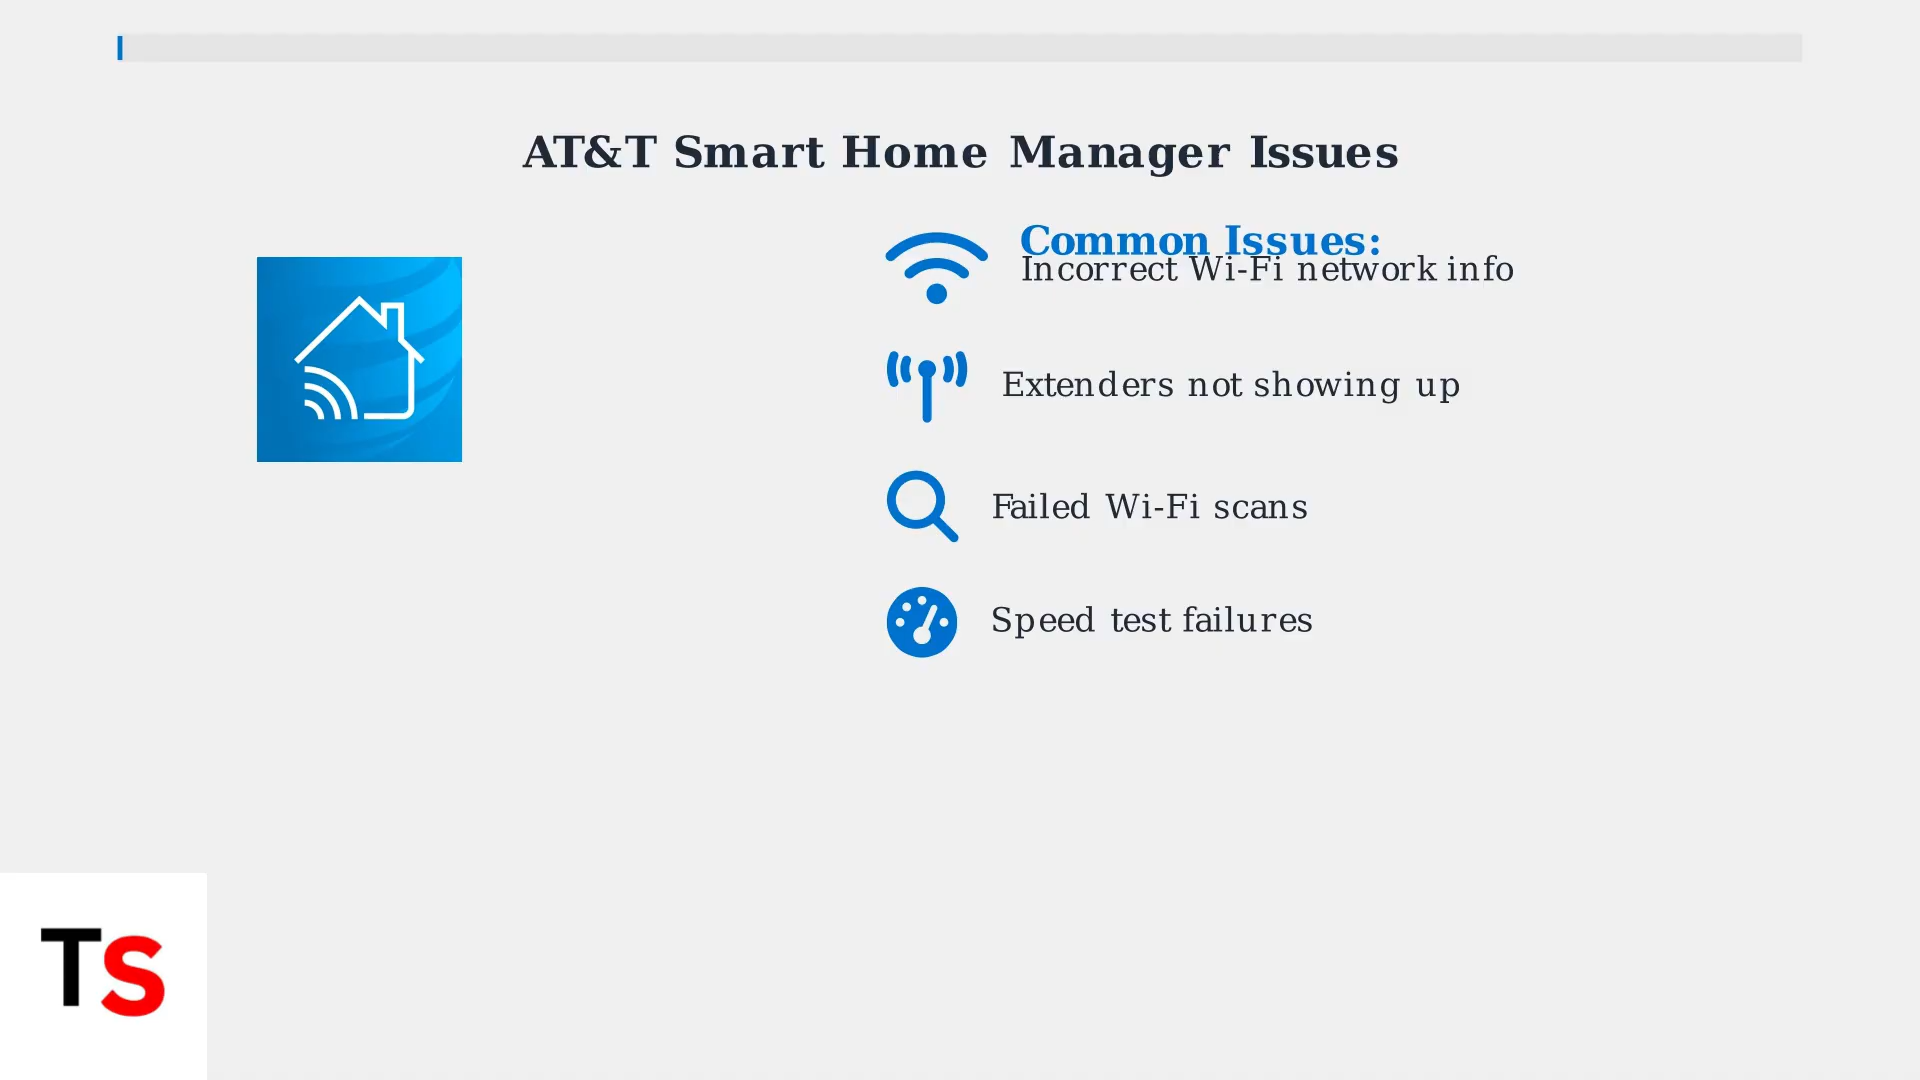 AT&T Smart Home Manager Issues
Common Issues:
Incorrect Wi-Fi network info
Extenders not showing up
Failed Wi-Fi scans
Speed test failures
TS